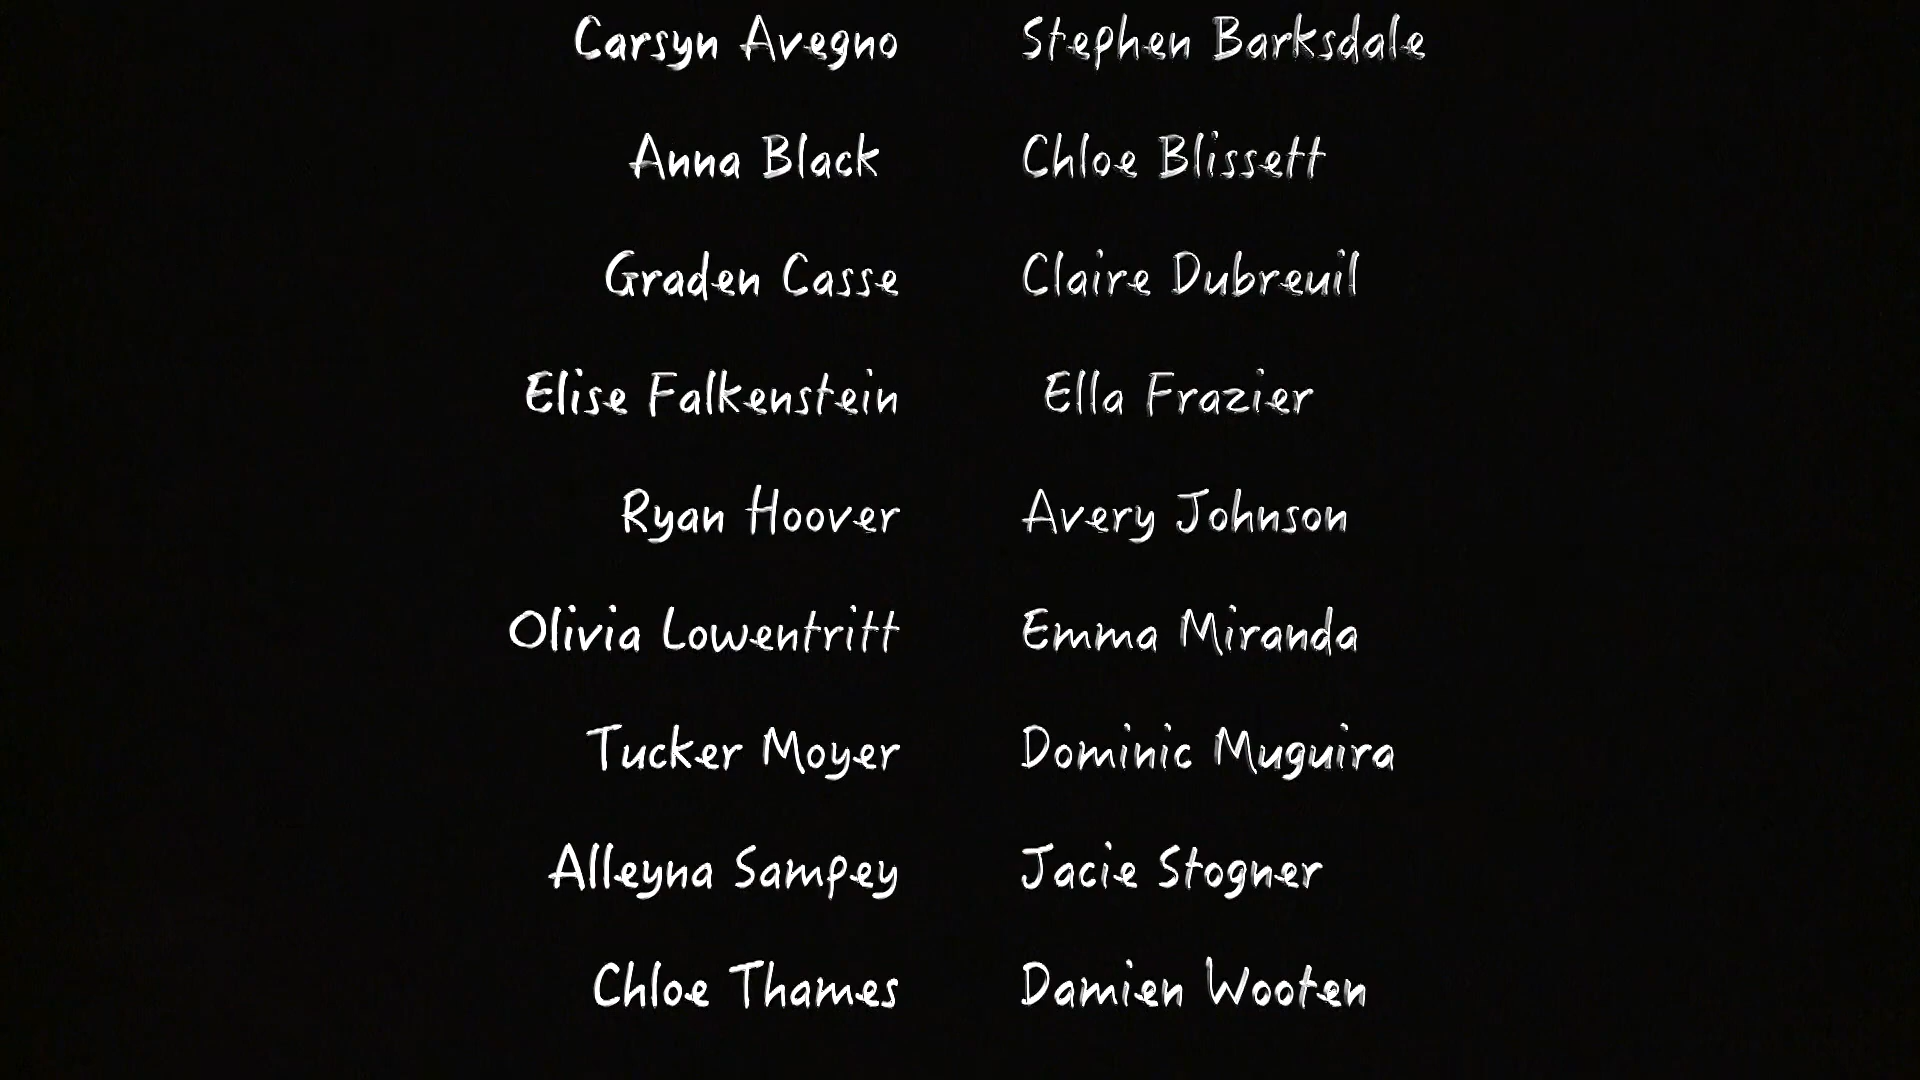 Carsyn Avegno Stephen Barksdale
Anna Black Chloe Blissett
Graden Casse Claire Dubreuil
Elise Falkenstein Ella Frazier
Ryan Hoover Avery Johnson
Olivia Lowentritt Emma Miranda
Tucker Moyer Dominic Muguira
Alleyna Sampey Jacie Stogner
Chloe Thames Damien Wooten